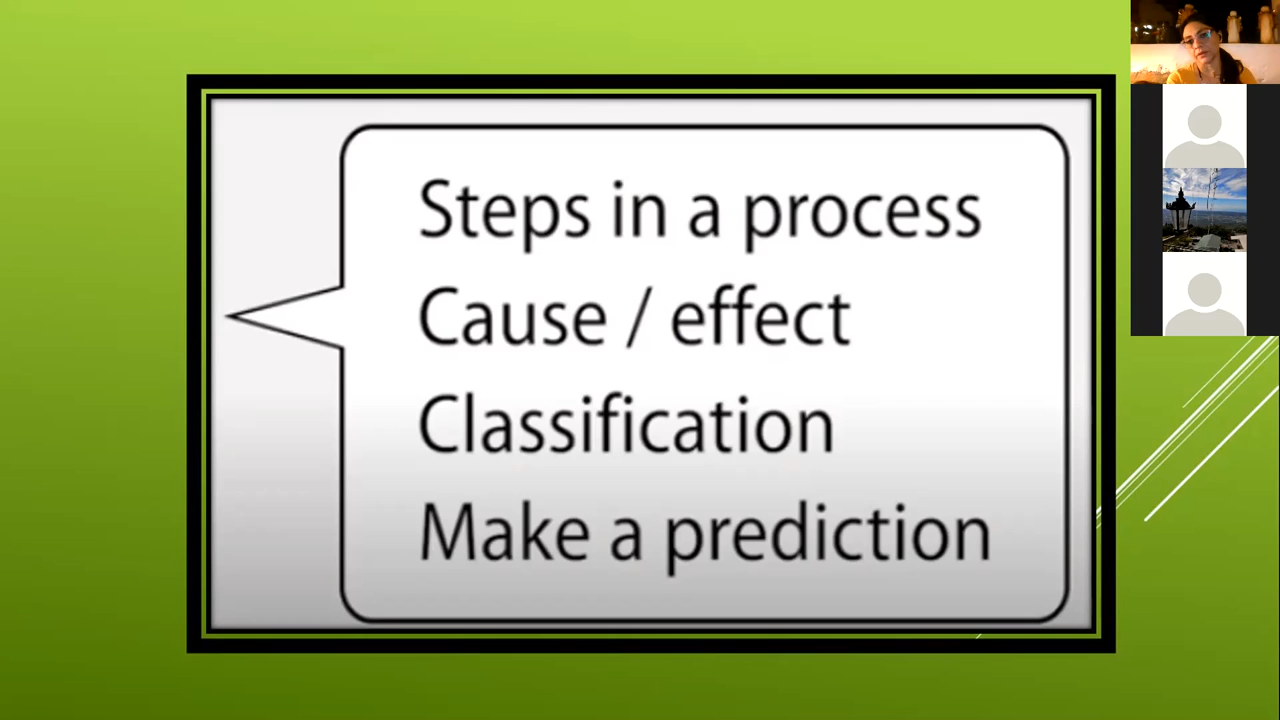 Steps in a process
Cause / effect
Classification
Make a prediction